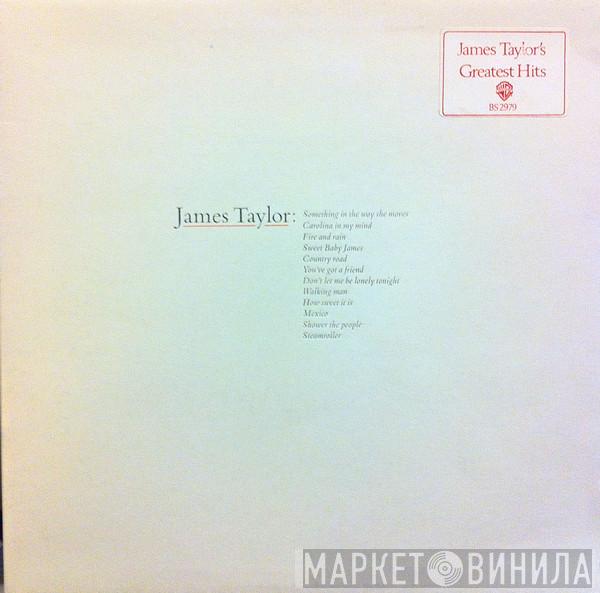 James Taylor's
Greatest Hits
BS 2979
James Taylor:
Something in the way she moves
Carolina in my mind
Fire and rain
Sweet Baby James
Country road
You've got a friend
Don't let me be lonely tonight
Walking man
How sweet it is
Mexico
Shower the people
Steamroller
МАРКЕТ ВИНИЛА